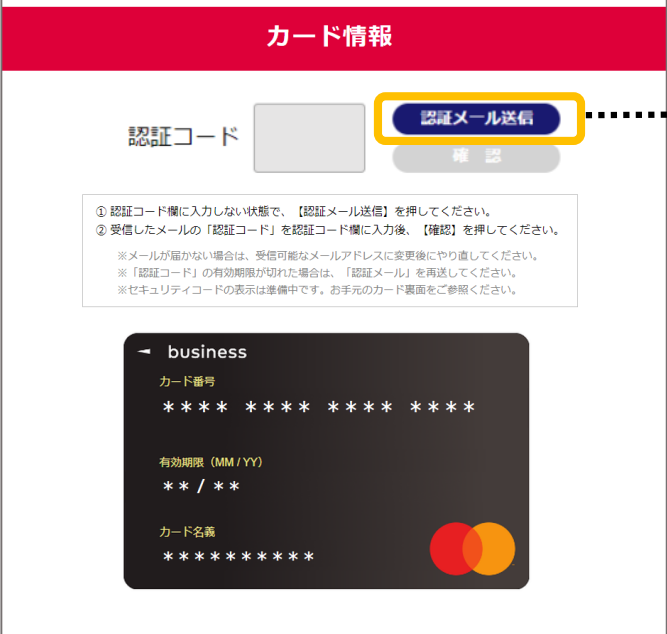 カード情報
認証コード
認証メール送信
確 認
① 認証コード欄に入力しない状態で、【認証メール送信】を押してください。
② 受信したメールの「認証コード」を認証コード欄に入力後、【確認】を押してください。
※メールが届かない場合は、受信可能なメールアドレスに変更後にやり直してください。
※「認証コード」の有効期限が切れた場合は、「認証メール」を再送してください。
※セキュリティコードの表示は準備中です。お手元のカード裏面をご参照ください。
business
カード番号
**** **** **** ****
有効期限（MM / YY）
**/**
カード名義
**********